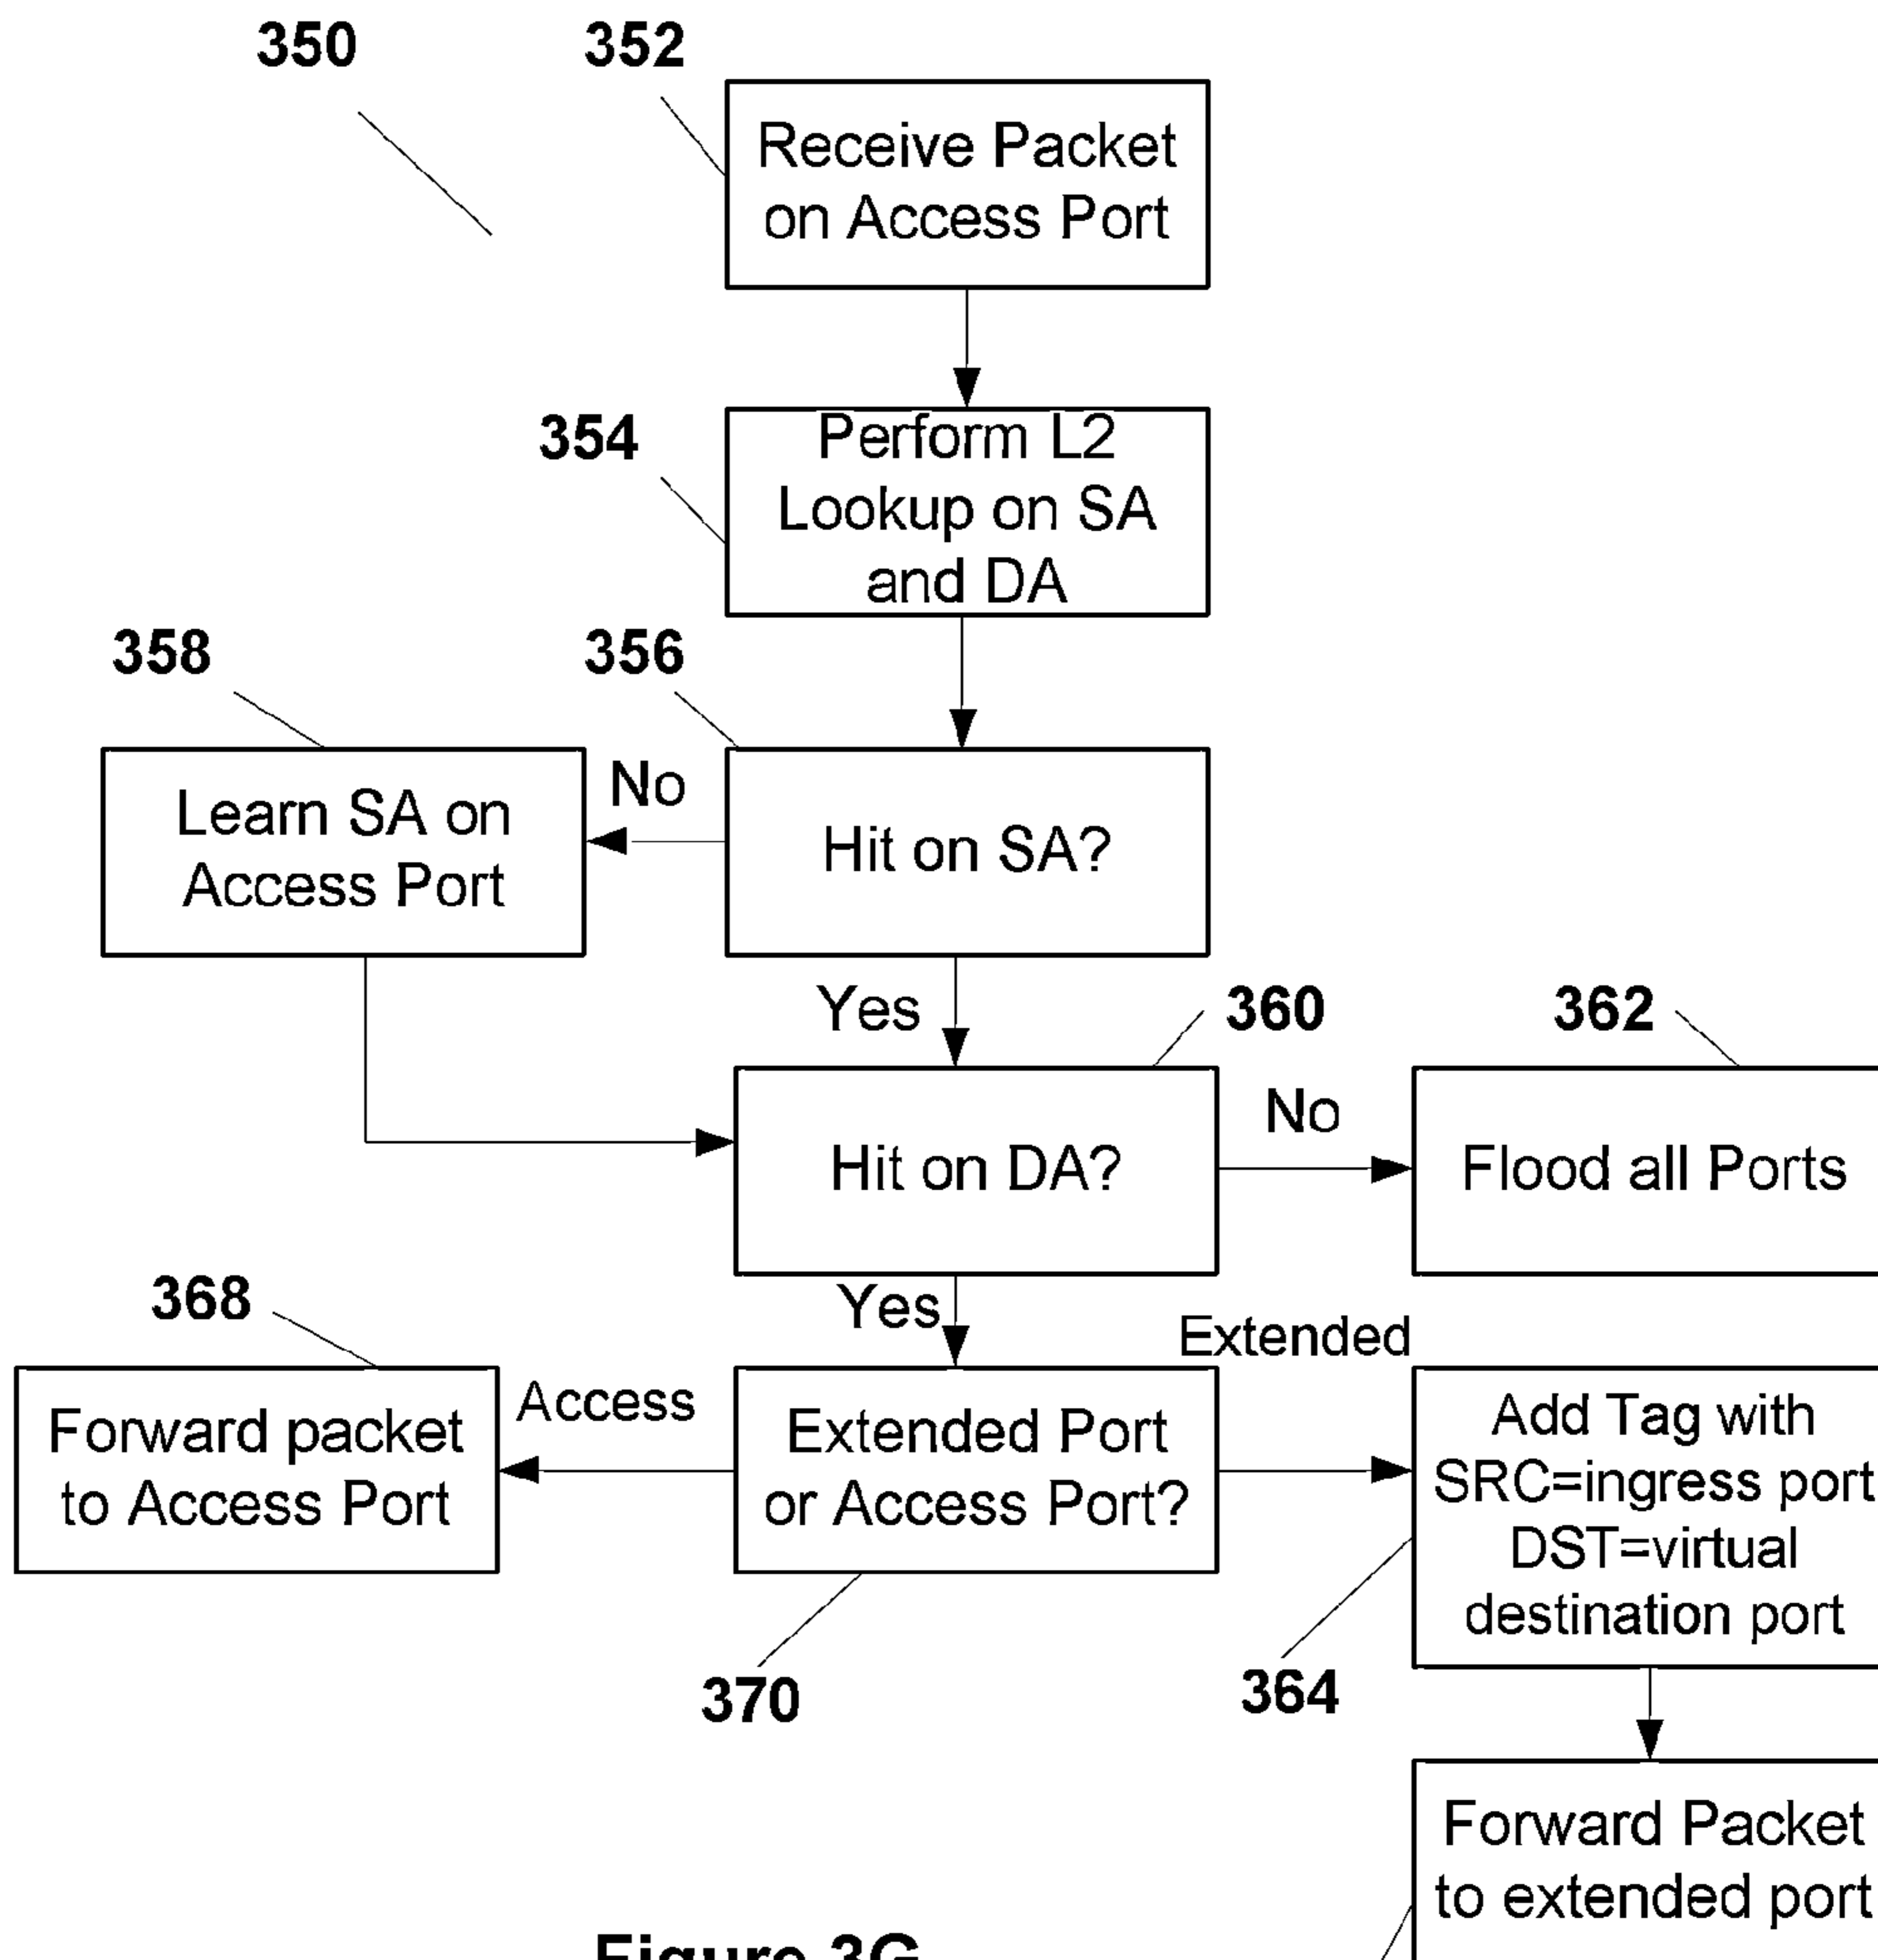 350
352
Receive Packet
on Access Port
354
Perform L2
Lookup on SA
and DA
358
356
Learn SA on
Access Port
No
Hit on SA?
Yes
360
362
Hit on DA?
No
Flood all Ports
368
Yes
Extended
Forward packet
to Access Port
Access
Extended Port
or Access Port?
Add Tag with
SRC=ingress port
DST=virtual
destination port
370
364
Forward Packet
to extended port
Figure 3G